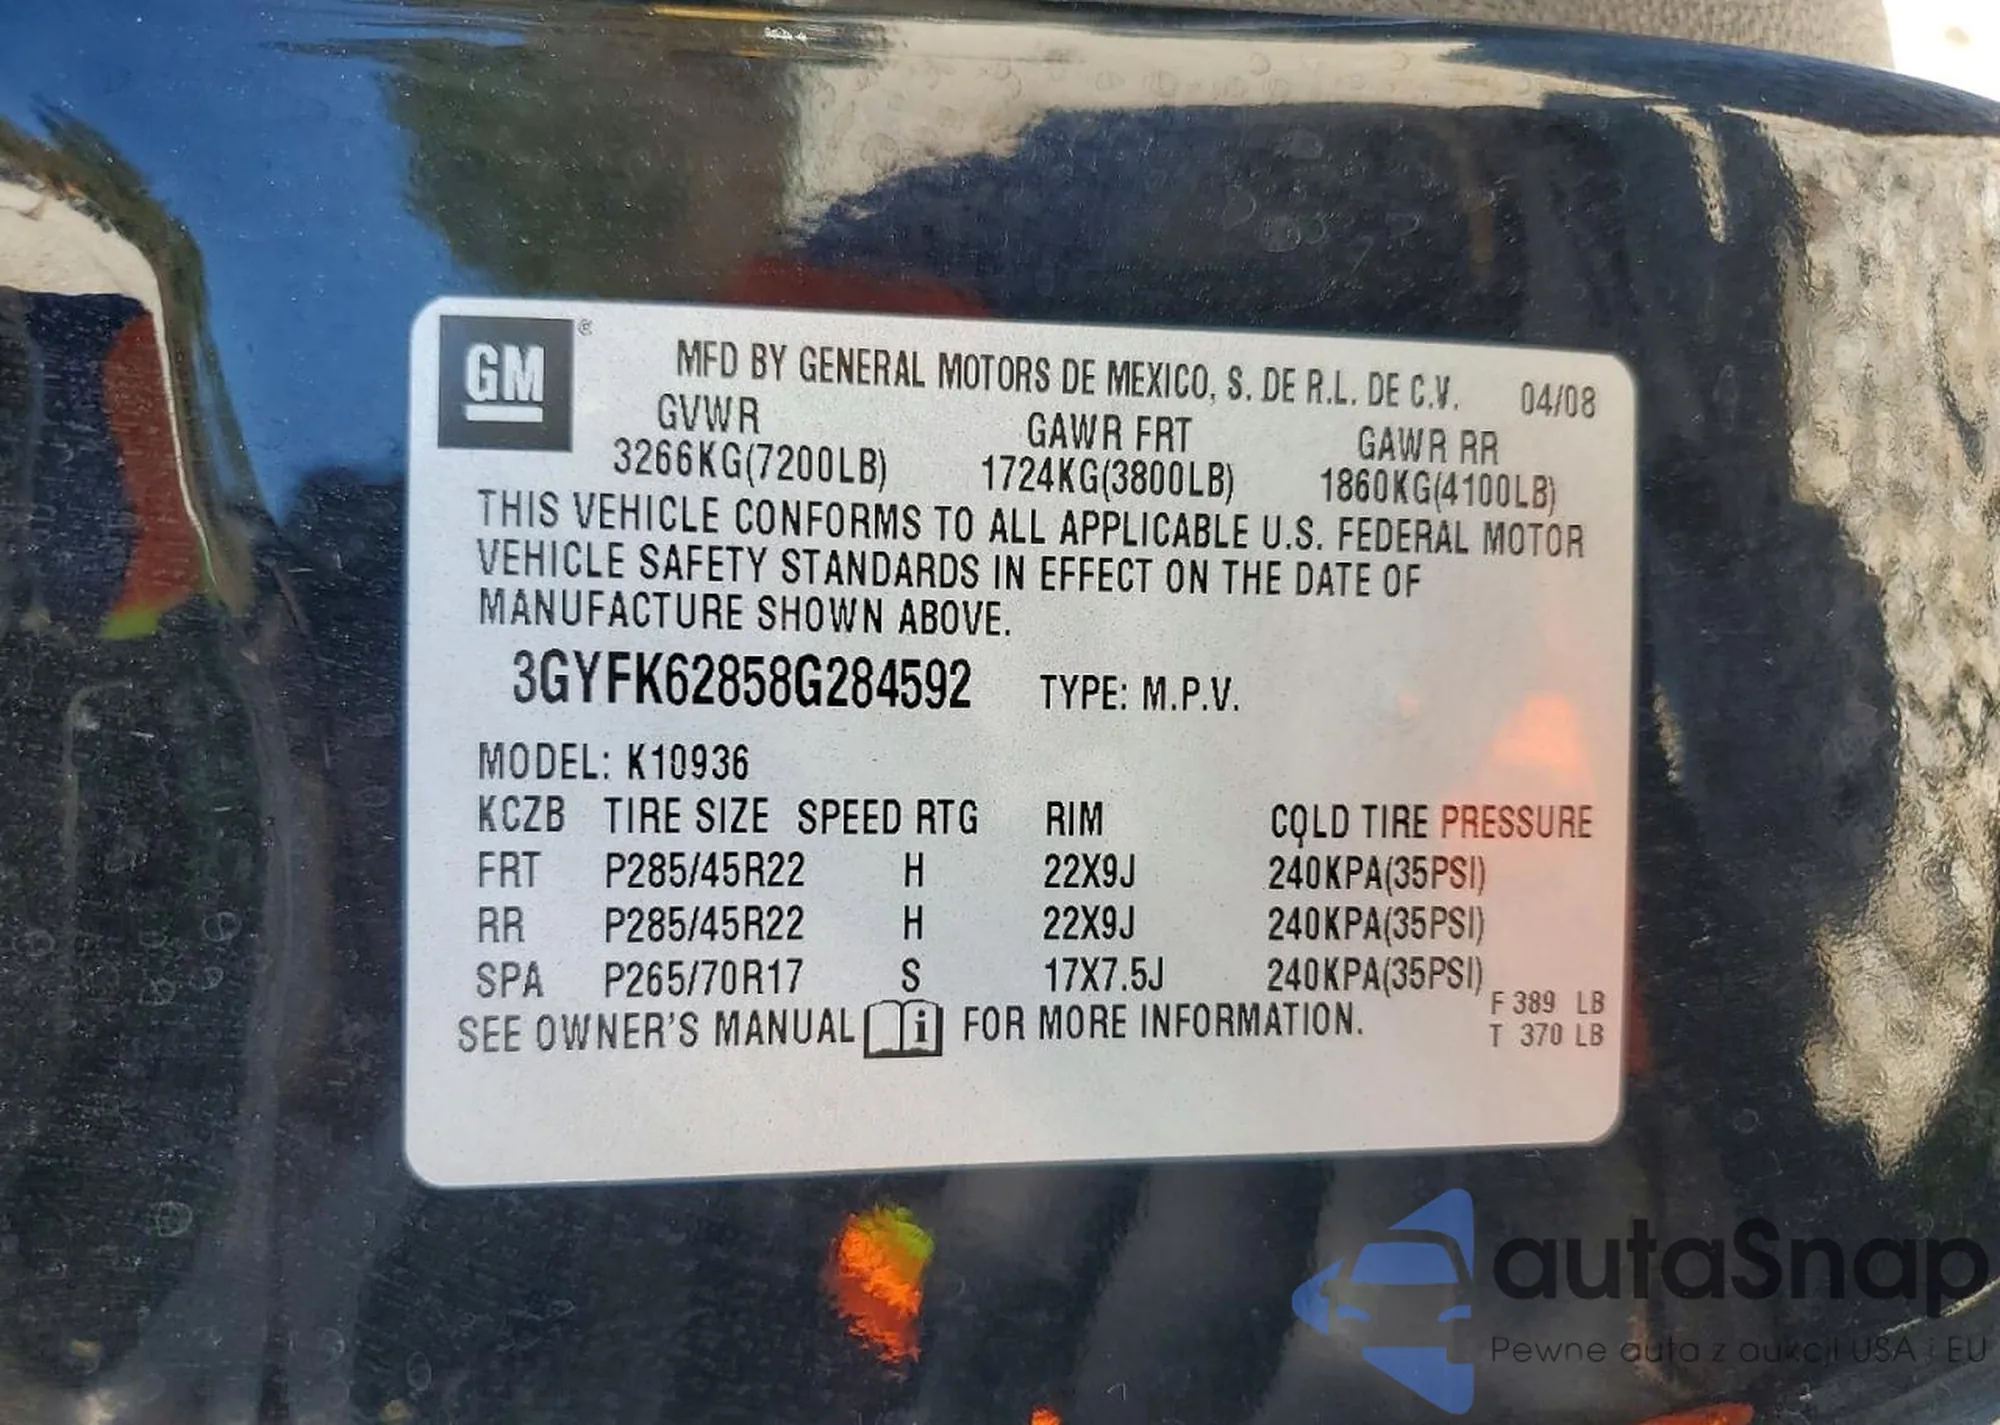 GM
MFD BY GENERAL MOTORS DE MEXICO, S. DE R.L. DE C.V. 04/08
GVWR GAWR FRT GAWR RR
3266KG(7200LB) 1724KG(3800LB) 1860KG(4100LB)
THIS VEHICLE CONFORMS TO ALL APPLICABLE U.S. FEDERAL MOTOR
VEHICLE SAFETY STANDARDS IN EFFECT ON THE DATE OF
MANUFACTURE SHOWN ABOVE.
3GYFK62858G284592 TYPE: M.P.V.
MODEL: K10936
KCZB TIRE SIZE SPEED RTG RIM COLD TIRE PRESSURE
FRT P285/45R22 H 22X9J 240KPA(35PSI)
RR P285/45R22 H 22X9J 240KPA(35PSI)
SPA P265/70R17 S 17X7.5J 240KPA(35PSI)
SEE OWNER'S MANUAL i FOR MORE INFORMATION.
F 389 LB
T 370 LB
autaSnap
Pewne auta z aukcji USA i EU